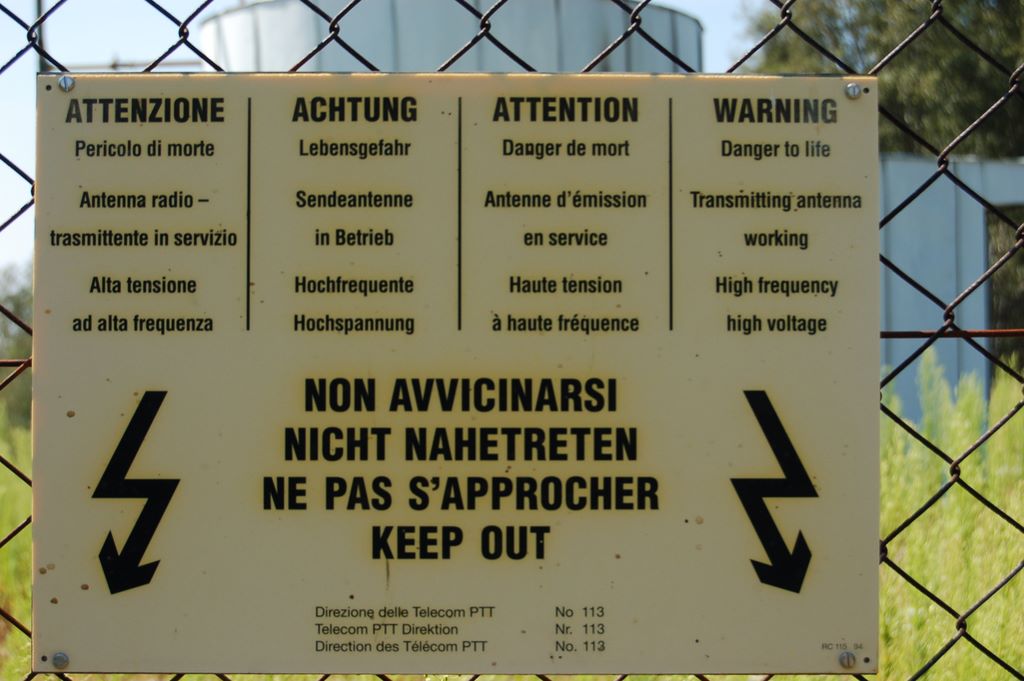 ATTENZIONE
Pericolo di morte
Antenna radio –
trasmittente in servizio
Alta tensione
ad alta frequenza
ACHTUNG
Lebensgefahr
Sendeantenne
in Betrieb
Hochfrequente
Hochspannung
ATTENTION
Danger de mort
Antenne d'émission
en service
Haute tension
à haute fréquence
WARNING
Danger to life
Transmitting antenna
working
High frequency
high voltage
NON AVVICINARSI
NICHT NAHETRETEN
NE PAS S'APPROCHER
KEEP OUT
Direzione delle Telecom PTT No 113
Telecom PTT Direktion Nr. 113
Direction des Télécom PTT No. 113
RC 115 94